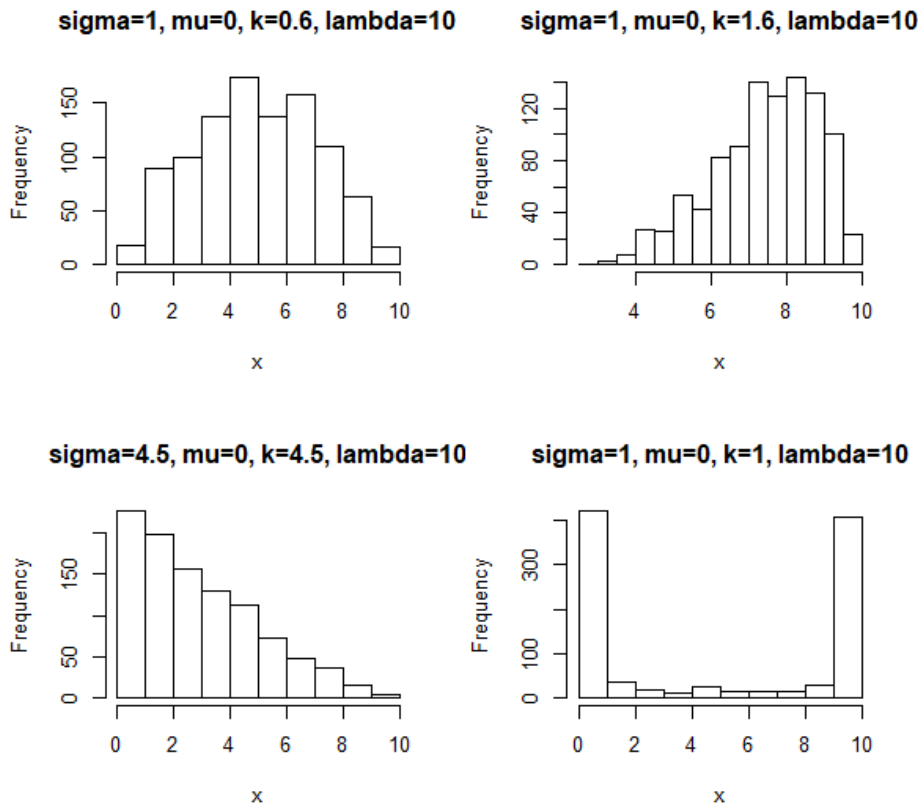 sigma=1, mu=0, k=0.6, lambda=10
Frequency
0 50 100 150
0 2 4 6 8 10
x
sigma=1, mu=0, k=1.6, lambda=10
Frequency
0 40 80 120
4 6 8 10
x
sigma=4.5, mu=0, k=4.5, lambda=10
Frequency
0 50 150
0 2 4 6 8 10
x
sigma=1, mu=0, k=1, lambda=10
Frequency
0 100 300
0 2 4 6 8 10
x